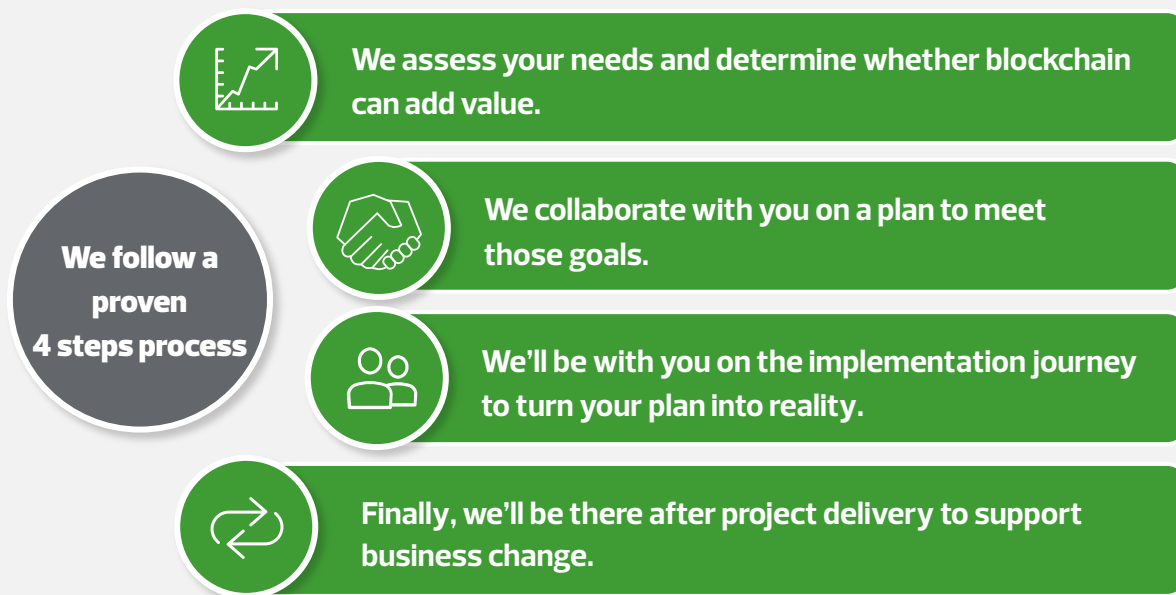 We assess your needs and determine whether blockchain
can add value.
We follow a
proven
4 steps process
We collaborate with you on a plan to meet
those goals.
We’ll be with you on the implementation journey
to turn your plan into reality.
Finally, we’ll be there after project delivery to support
business change.